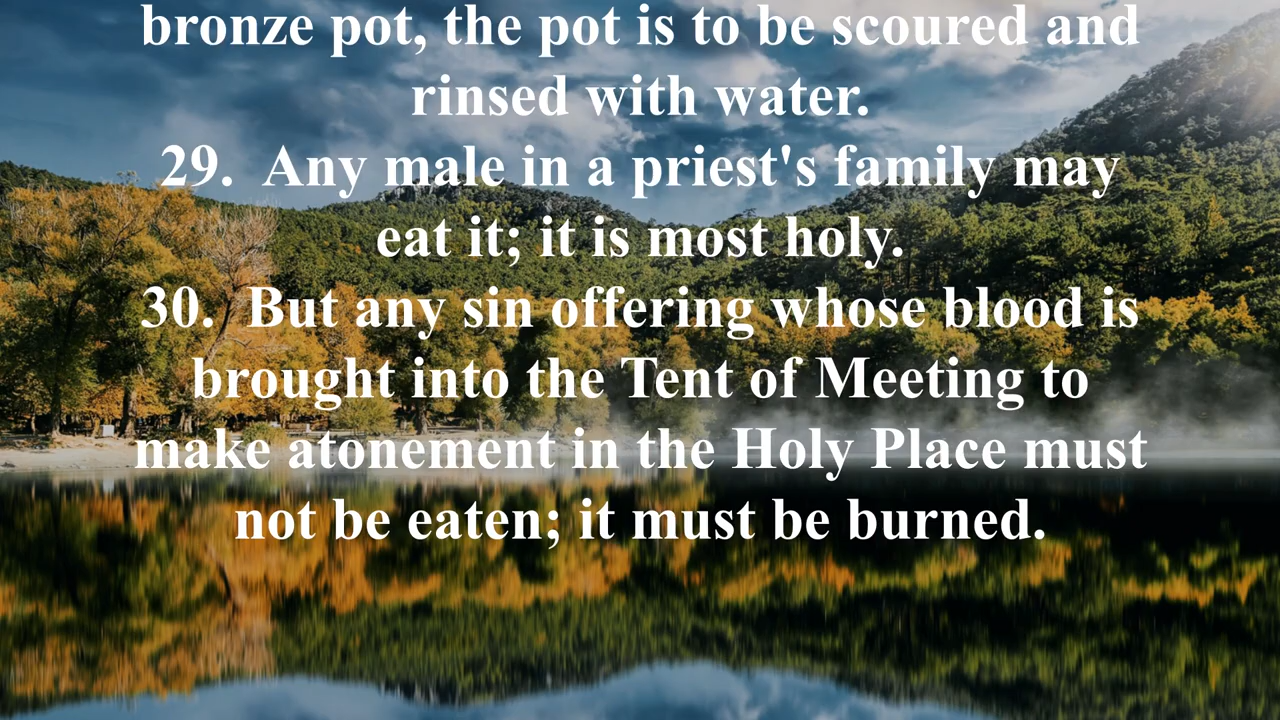 bronze pot, the pot is to be scoured and
rinsed with water.
29.  Any male in a priest's family may
eat it; it is most holy.
30.  But any sin offering whose blood is
brought into the Tent of Meeting to
make atonement in the Holy Place must
not be eaten; it must be burned.